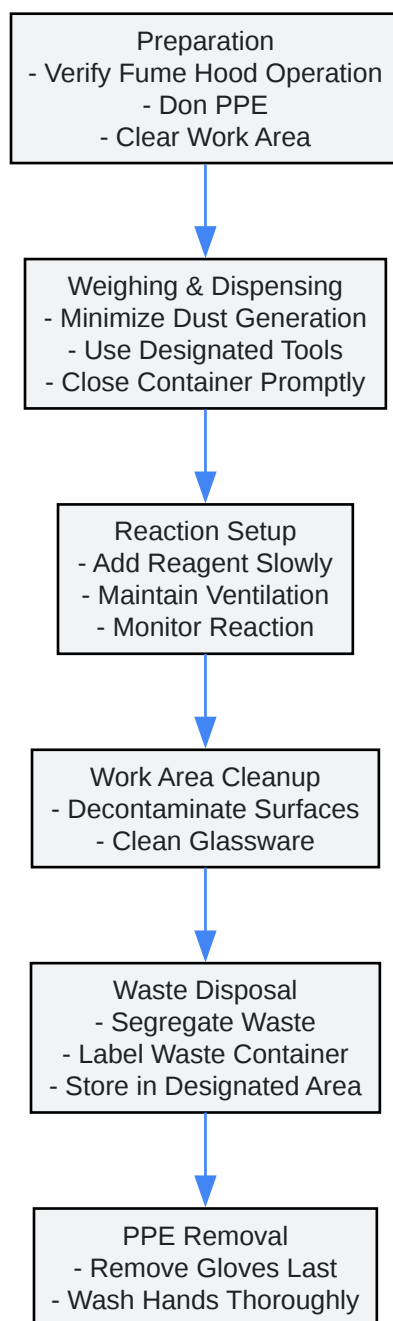 Preparation
- Verify Fume Hood Operation
- Don PPE
- Clear Work Area
Weighing & Dispensing
- Minimize Dust Generation
- Use Designated Tools
- Close Container Promptly
Reaction Setup
- Add Reagent Slowly
- Maintain Ventilation
- Monitor Reaction
Work Area Cleanup
- Decontaminate Surfaces
- Clean Glassware
Waste Disposal
- Segregate Waste
- Label Waste Container
- Store in Designated Area
PPE Removal
- Remove Gloves Last
- Wash Hands Thoroughly